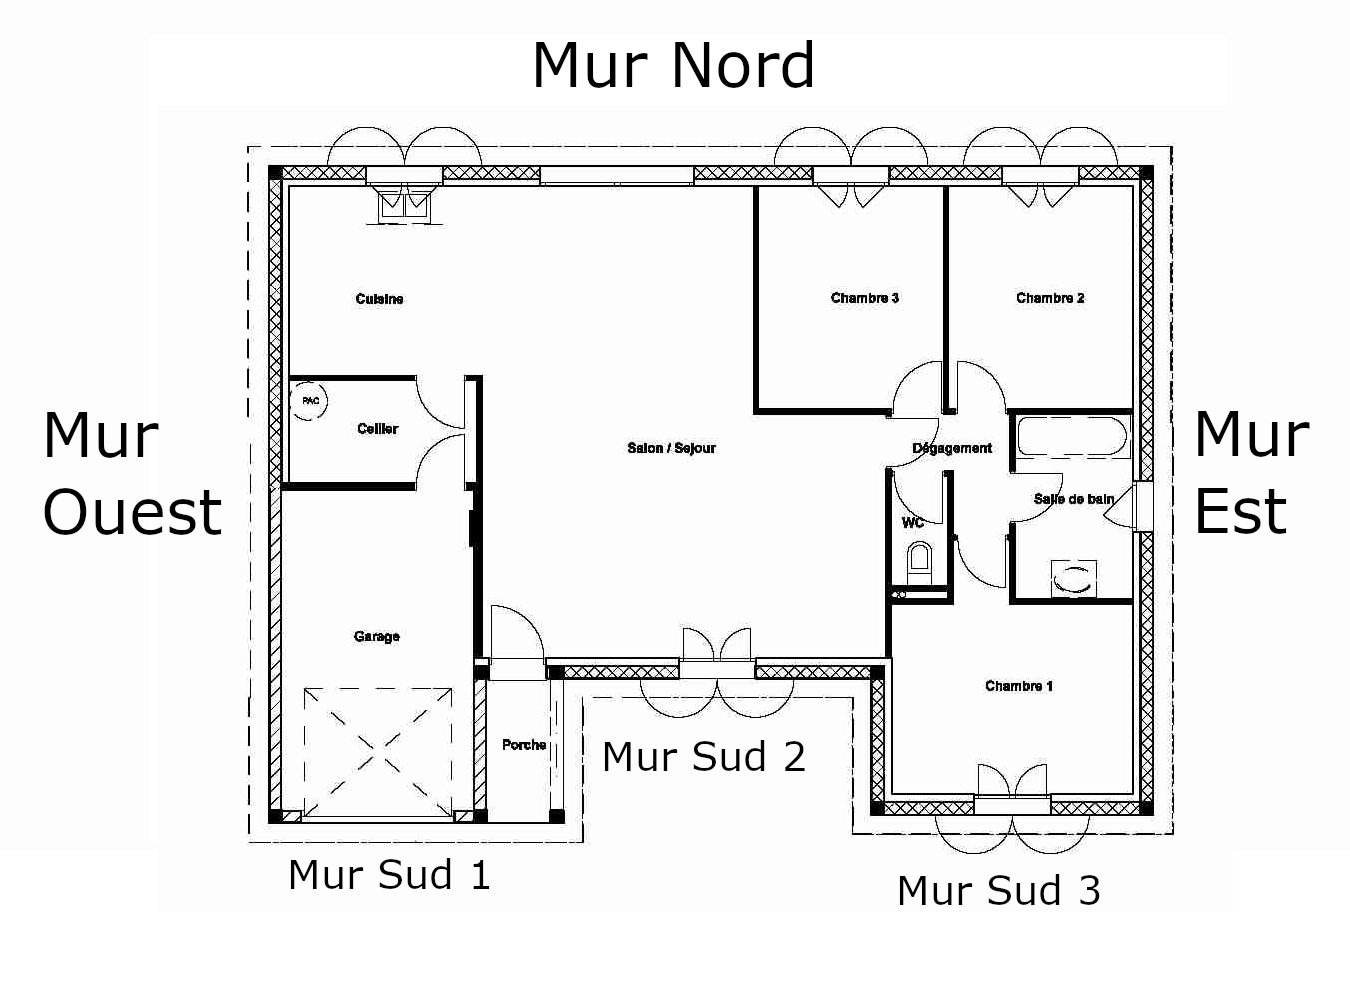 Mur Nord
Cuisine
Chambre 3
Chambre 2
PAC
Cellier
Mur
Ouest
Salon / Sejour
Dégagement
Mur
Est
Salle de bain
WC
Garage
Chambre 1
Porche
Mur Sud 2
Mur Sud 1
Mur Sud 3